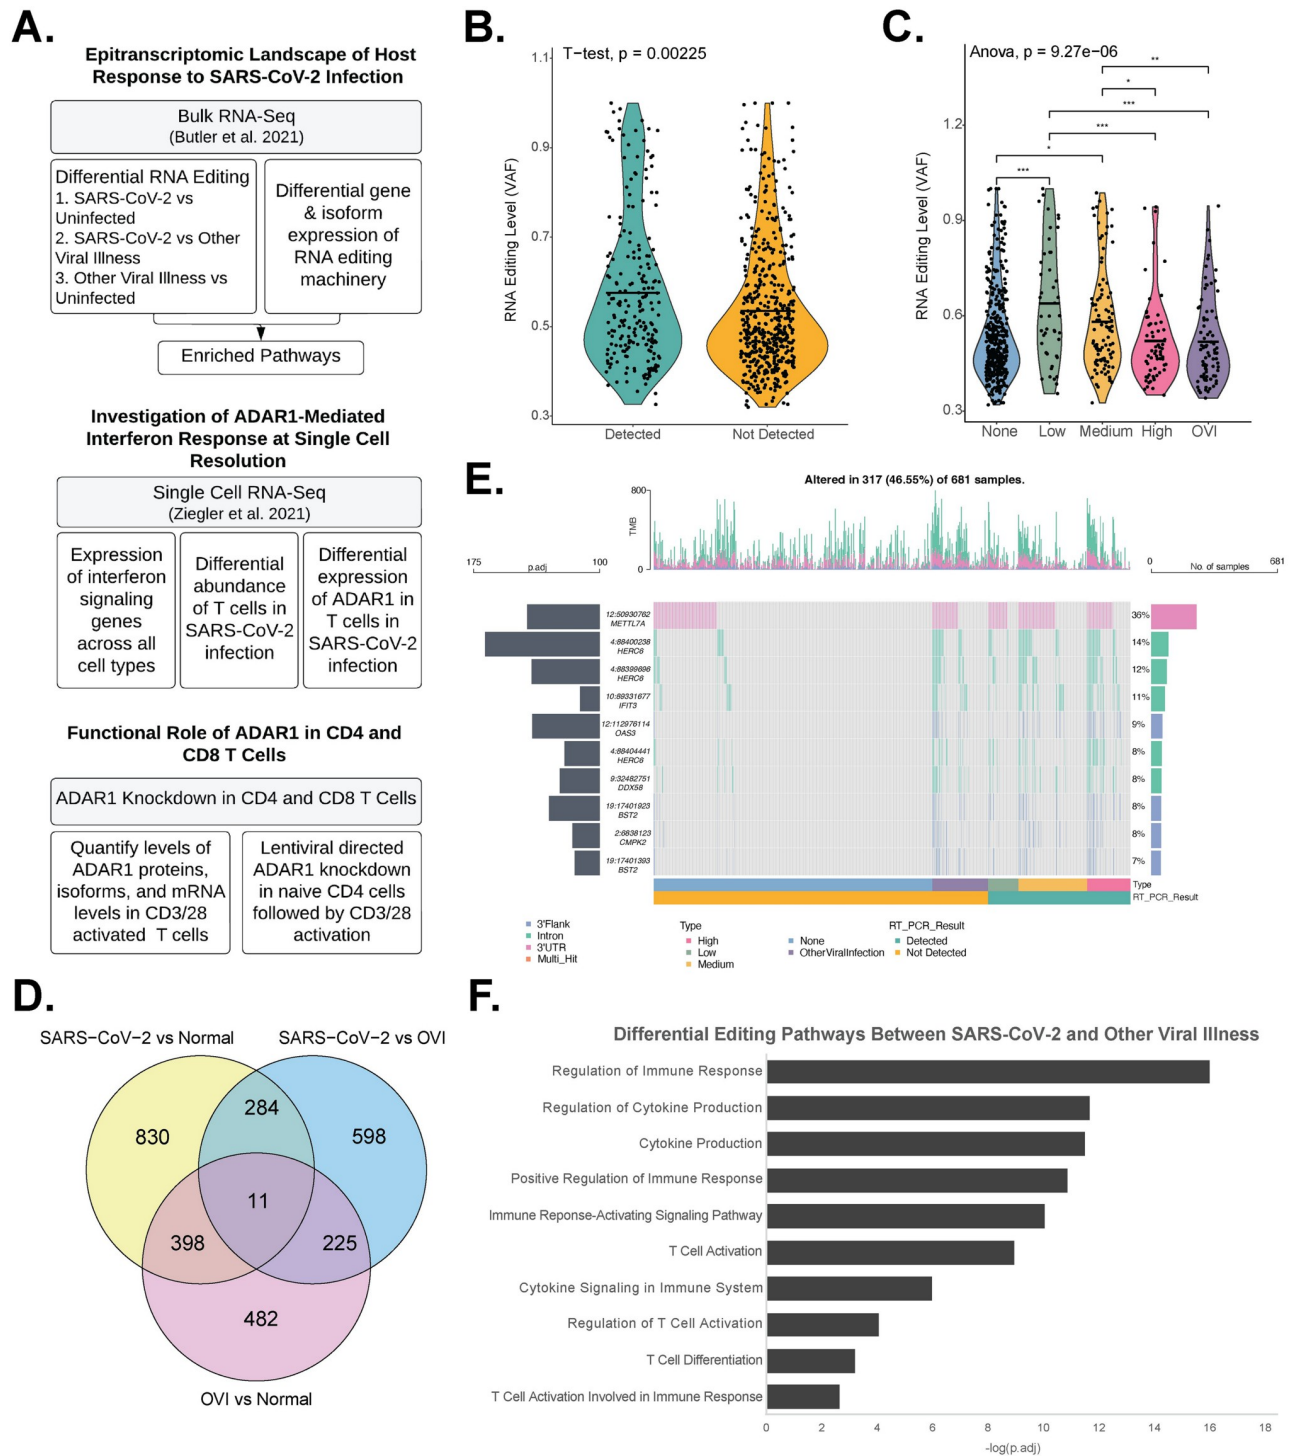 A.
Epitranscriptomic Landscape of Host
Response to SARS-CoV-2 Infection
Bulk RNA-Seq
(Butler et al. 2021)
Differential RNA Editing
1. SARS-CoV-2 vs
Uninfected
2. SARS-CoV-2 vs Other
Viral Illness
3. Other Viral Illness vs
Uninfected
Differential gene
& isoform
expression of
RNA editing
machinery
Enriched Pathways
Investigation of ADAR1-Mediated
Interferon Response at Single Cell
Resolution
Single Cell RNA-Seq
(Ziegler et al. 2021)
Expression
of interferon
signaling
genes
across all
cell types
Differential
abundance
of T cells in
SARS-CoV-2
infection
Differential
expression
of ADAR1 in
T cells in
SARS-CoV-2
infection
Functional Role of ADAR1 in CD4 and
CD8 T Cells
ADAR1 Knockdown in CD4 and CD8 T Cells
Quantify levels of
ADAR1 proteins,
isoforms, and mRNA
levels in CD3/28
activated T cells
Lentiviral directed
ADAR1 knockdown
in naive CD4 cells
followed by CD3/28
activation
B.
T-test, p = 0.00225
RNA Editing Level (VAF)
1.1
0.9
0.7
0.5
0.3
Detected
Not Detected
C.
Anova, p = 9.27e-06
**
*
***
***
*
***
RNA Editing Level (VAF)
1.2
0.9
0.6
0.3
None
Low
Medium
High
OVI
E.
Altered in 317 (46.55%) of 681 samples.
800
TMB
0
175
p.adj
100
0
No. of samples
681
12:50930762
METTL7A
36%
4:88400238
HERC6
14%
4:88399696
HERC6
12%
10:89331677
IFIT3
11%
12:112976114
OAS3
9%
4:88404441
HERC6
8%
9:32482751
DDX58
8%
19:17401923
BST2
8%
2:6838123
CMPK2
8%
19:17401393
BST2
7%
Type
RT_PCR_Result
3'Flank
Intron
3'UTR
Multi_Hit
Type
High
Low
Medium
None
OtherViralInfection
RT_PCR_Result
Detected
Not Detected
D.
SARS-CoV-2 vs Normal
SARS-CoV-2 vs OVI
284
830
598
11
398
225
482
OVI vs Normal
F.
Differential Editing Pathways Between SARS-CoV-2 and Other Viral Illness
Regulation of Immune Response
Regulation of Cytokine Production
Cytokine Production
Positive Regulation of Immune Response
Immune Reponse-Activating Signaling Pathway
T Cell Activation
Cytokine Signaling in Immune System
Regulation of T Cell Activation
T Cell Differentiation
T Cell Activation Involved in Immune Response
0 2 4 6 8 10 12 14 16 18
-log(p.adj)